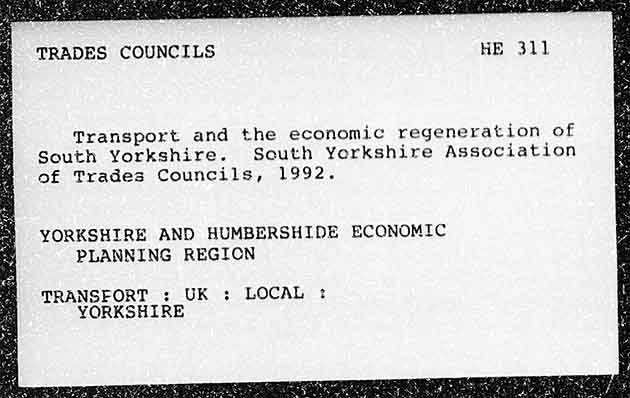 TRADES COUNCILS HE 311
Transport and the economic regeneration of
South Yorkshire. South Yorkshire Association
of Trades Councils, 1992.
YORKSHIRE AND HUMBERSHIDE ECONOMIC
PLANNING REGION
TRANSPORT : UK : LOCAL :
YORKSHIRE